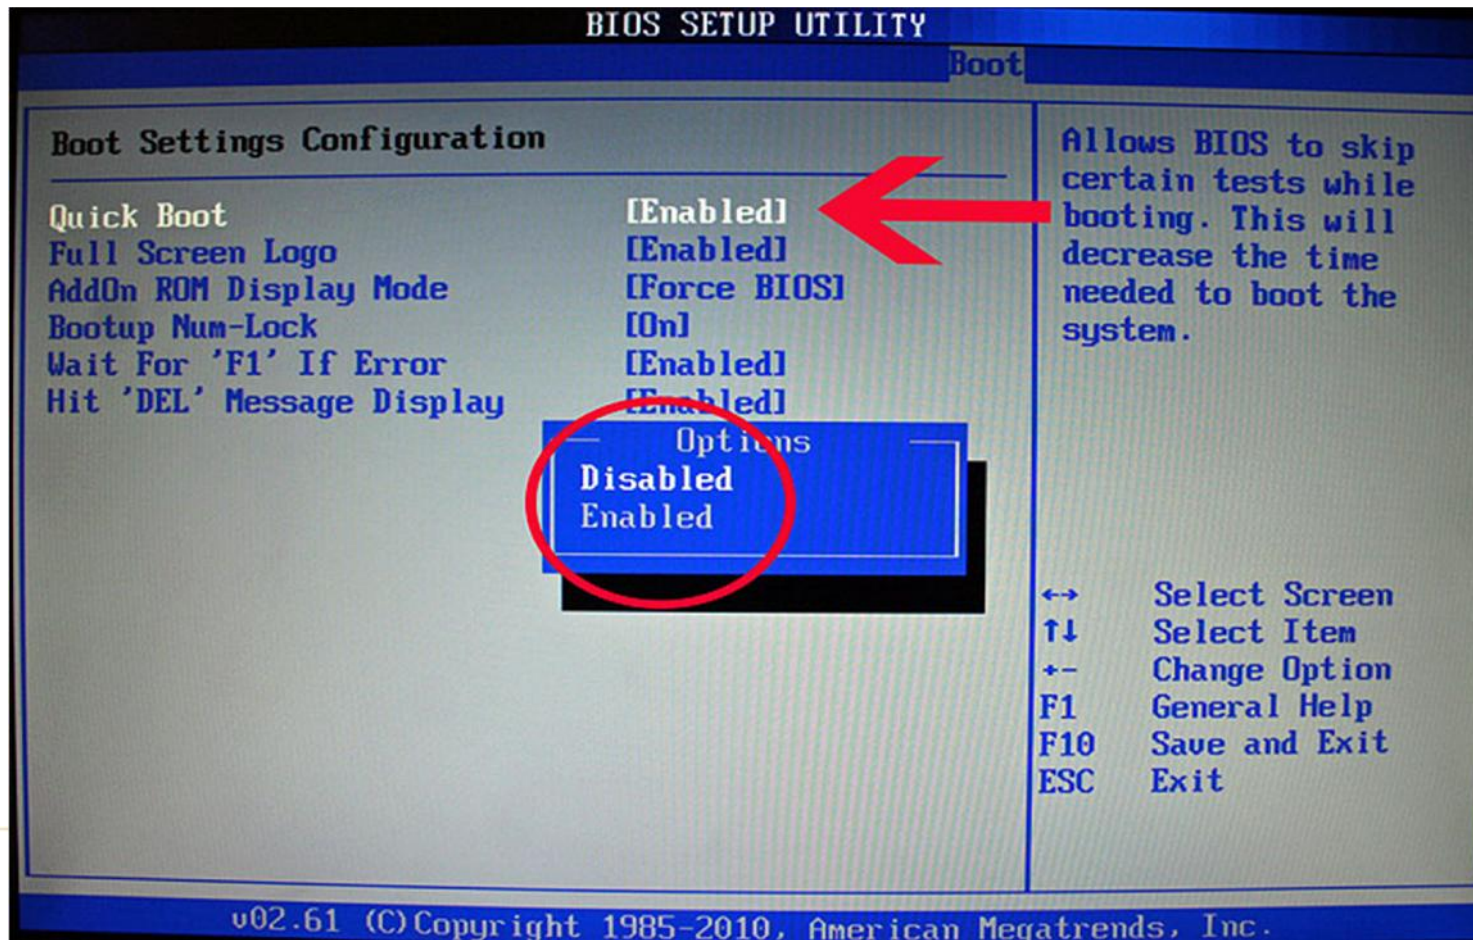 BIOS SETUP UTILITY
Boot
Boot Settings Configuration
Quick Boot [Enabled]
Full Screen Logo [Enabled]
AddOn ROM Display Mode [Force BIOS]
Bootup Num-Lock [On]
Wait For 'F1' If Error [Enabled]
Hit 'DEL' Message Display [Enabled]
Options
Disabled
Enabled
Allows BIOS to skip
certain tests while
booting. This will
decrease the time
needed to boot the
system.
←→ Select Screen
↑↓ Select Item
+- Change Option
F1 General Help
F10 Save and Exit
ESC Exit
v02.61 (C)Copyright 1985-2010, American Megatrends, Inc.